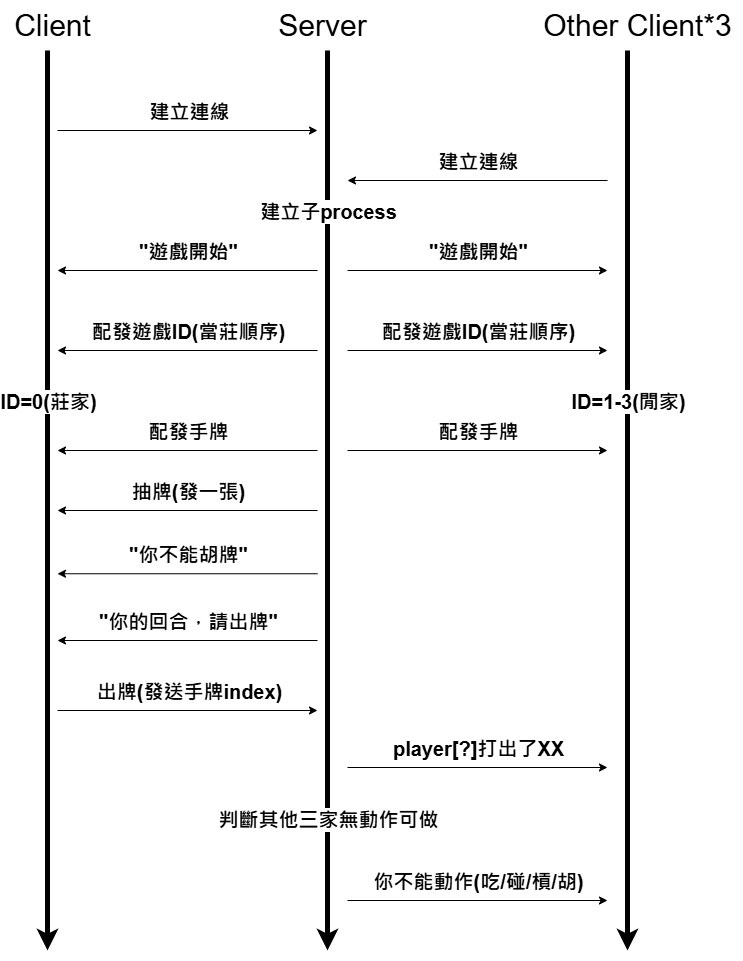 Client
Server
Other Client*3
建立連線
建立連線
建立子process
"遊戲開始"
"遊戲開始"
配發遊戲ID(當莊順序)
配發遊戲ID(當莊順序)
ID=0(莊家)
ID=1-3(閒家)
配發手牌
配發手牌
抽牌(發一張)
"你不能胡牌"
"你的回合，請出牌"
出牌(發送手牌index)
player[?]打出了XX
判斷其他三家無動作可做
你不能動作(吃/碰/槓/胡)